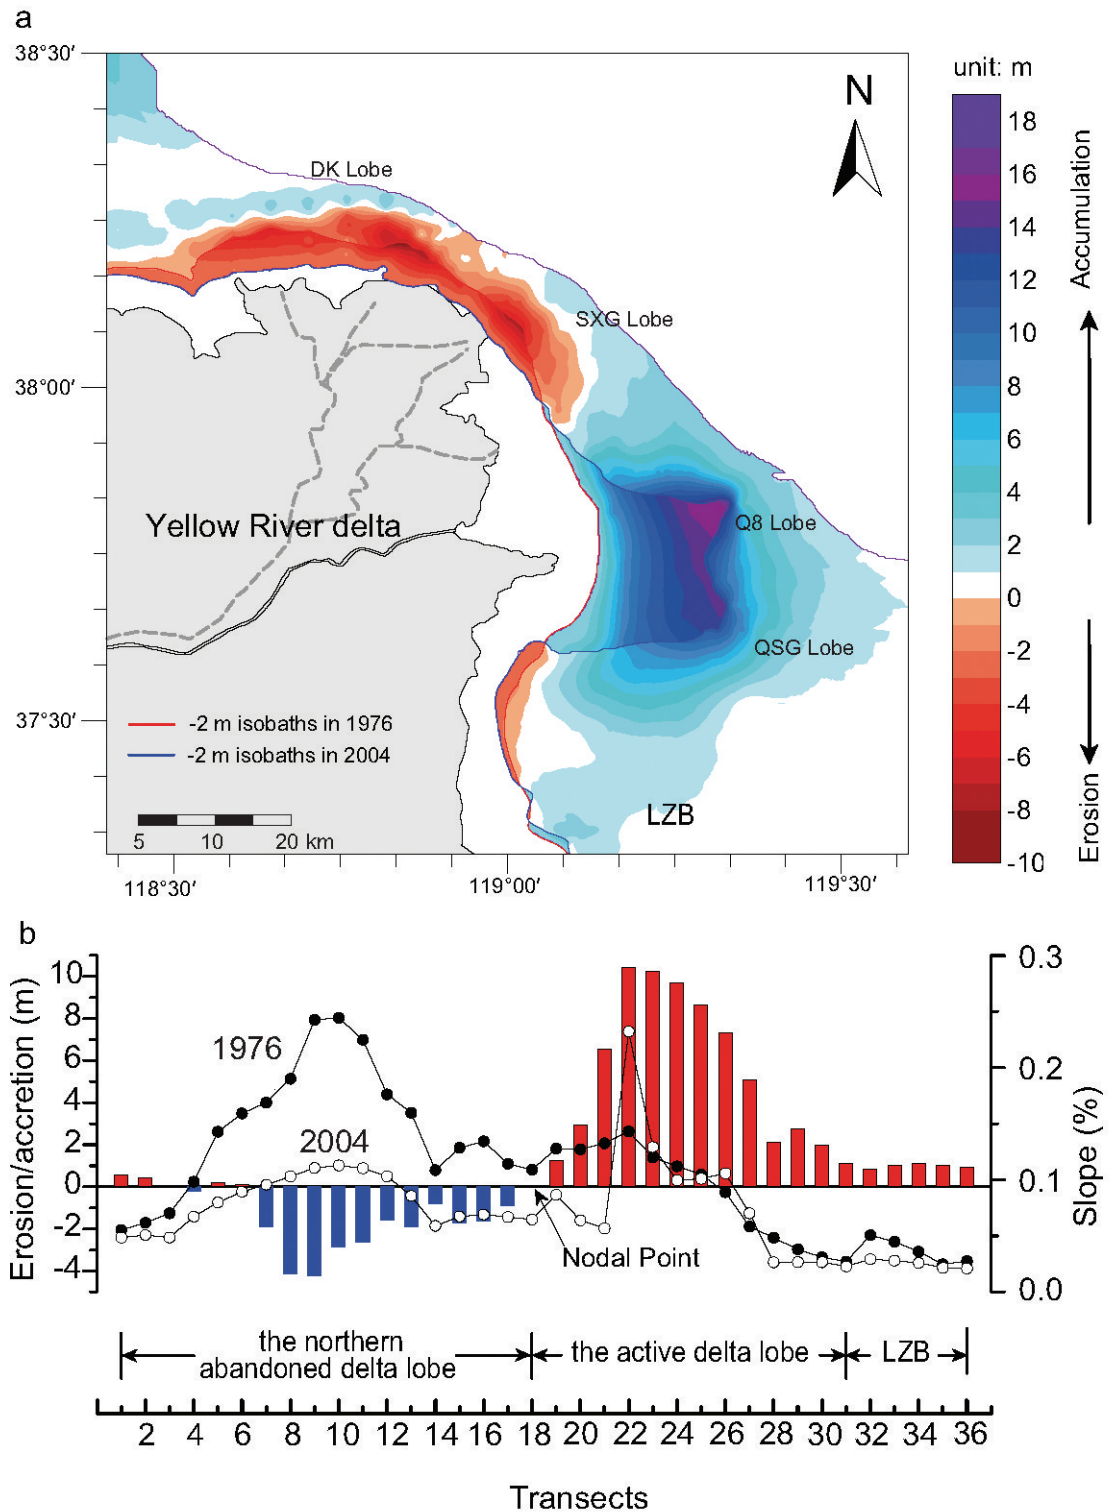 a
38°30′
unit: m
N
DK Lobe
18
16
14
12
10
8
6
4
2
0
-2
-4
-6
-8
-10
Accumulation
Erosion
SXG Lobe
38°00′
Yellow River delta
Q8 Lobe
QSG Lobe
37°30′
-2 m isobaths in 1976
-2 m isobaths in 2004
LZB
5 10 20 km
118°30′ 119°00′ 119°30′
b
Erosion/accretion (m)
10
8
6
4
2
0
-2
-4
1976
2004
Nodal Point
0.3
0.2
0.1
0.0
Slope (%)
the northern
abandoned delta lobe
the active delta lobe
LZB
2 4 6 8 10 12 14 16 18 20 22 24 26 28 30 32 34 36
Transects